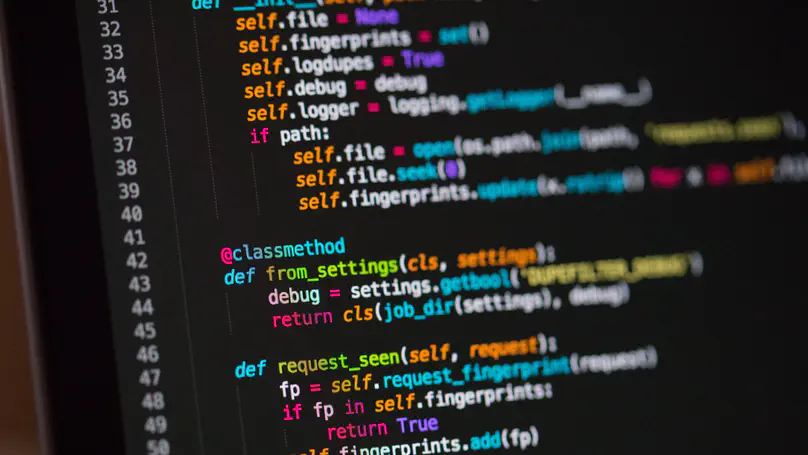 31 def __init__(self,
32 self.file = None
33 self.fingerprints = set()
34 self.logdupes = True
35 self.debug = debug
36 self.logger = logging.getLogger(__name__)
37 if path:
38 self.file = open(os.path.join(path, 'requests.seen'),
39 self.file.seek(0)
40 self.fingerprints.update(x.rstrip() for x in self.
41
42 @classmethod
43 def from_settings(cls, settings):
44 debug = settings.getbool('DUPEFILTER_DEBUG')
45 return cls(job_dir(settings), debug)
46
47 def request_seen(self, request):
48 fp = self.request_fingerprint(request)
49 if fp in self.fingerprints:
50 return True
self.fingerprints.add(fp)